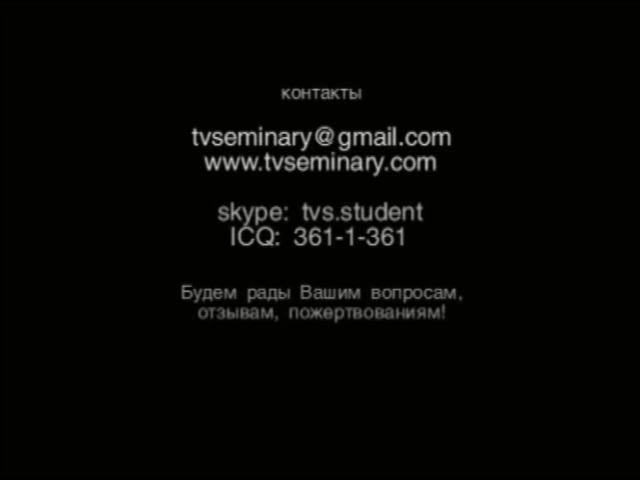 контакты
tvseminary@gmail.com
www.tvseminary.com
skype: tvs.student
ICQ: 361-1-361
Будем рады Вашим вопросам,
отзывам, пожертвованиям!